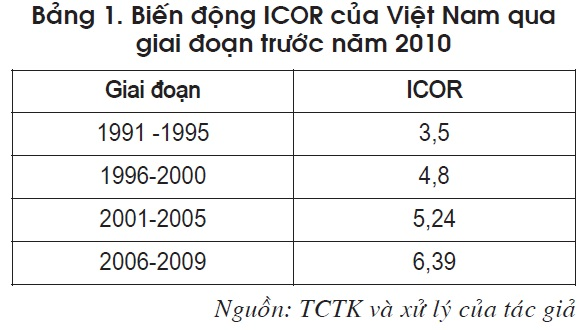 Bảng 1. Biến động ICOR của Việt Nam qua
giai đoạn trước năm 2010
Giai đoạn ICOR
1991 -1995 3,5
1996-2000 4,8
2001-2005 5,24
2006-2009 6,39
Nguồn: TCTK và xử lý của tác giả